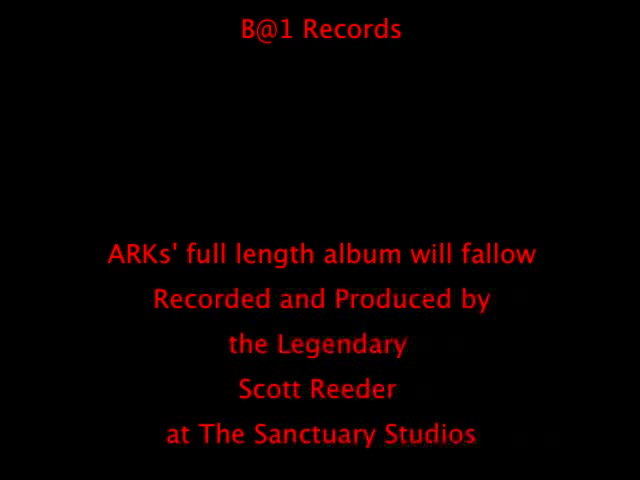 B@1 Records
ARKs' full length album will fallow
Recorded and Produced by
the Legendary
Scott Reeder
at The Sanctuary Studios